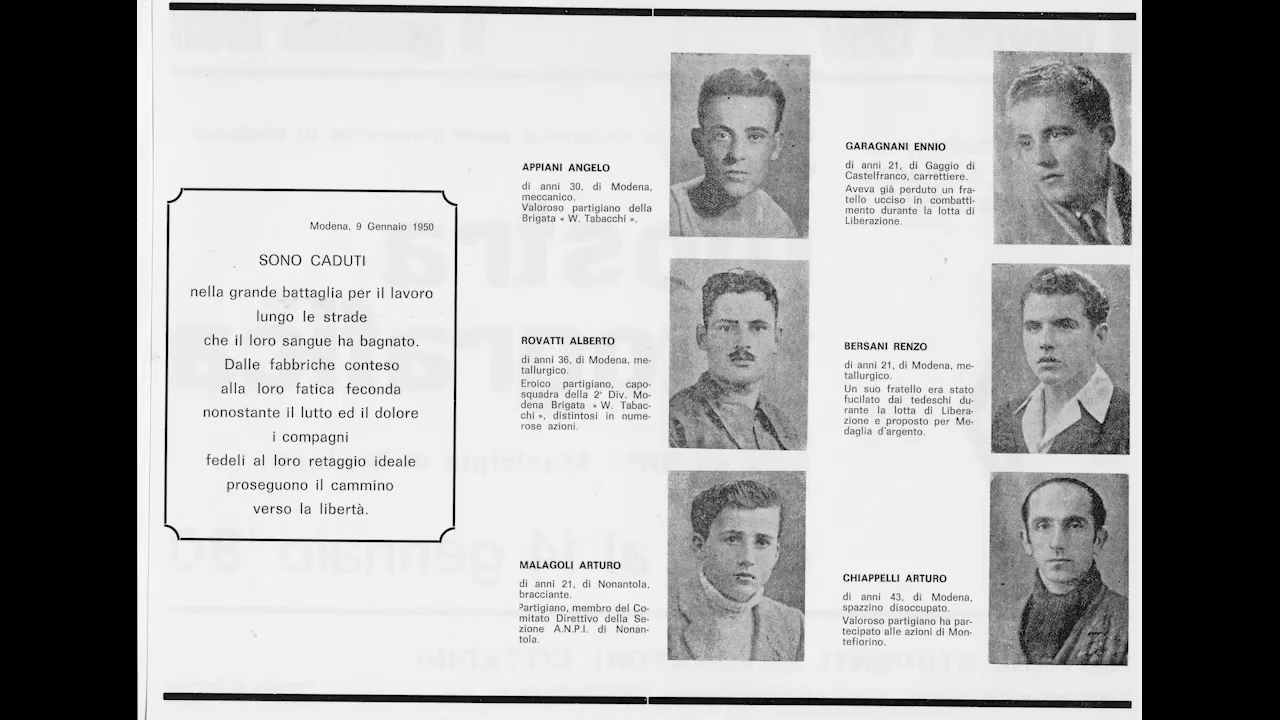 Modena, 9 Gennaio 1950
SONO CADUTI
nella grande battaglia per il lavoro
lungo le strade
che il loro sangue ha bagnato.
Dalle fabbriche conteso
alla loro fatica feconda
nonostante il lutto ed il dolore
i compagni
fedeli al loro retaggio ideale
proseguono il cammino
verso la libertà.
APPIANI ANGELO
di anni 30, di Modena,
meccanico.
Valoroso partigiano della
Brigata « W. Tabacchi ».
ROVATTI ALBERTO
di anni 36, di Modena, me-
tallurgico.
Eroico partigiano, capo-
squadra della 2ª Div. Mo-
dena Brigata « W. Tabac-
chi », distintosi in nume-
rose azioni.
MALAGOLI ARTURO
di anni 21, di Nonantola,
bracciante.
Partigiano, membro del Co-
mitato Direttivo della Se-
zione A.N.P.I. di Nonan-
tola.
GARAGNANI ENNIO
di anni 21, di Gaggio di
Castelfranco, carrettiere.
Aveva già perduto un fra-
tello ucciso in combatti-
mento durante la lotta di
Liberazione.
BERSANI RENZO
di anni 21, di Modena, me-
tallurgico.
Un suo fratello era stato
fucilato dai tedeschi du-
rante la lotta di Libera-
zione e proposto per Me-
daglia d'argento.
CHIAPPELLI ARTURO
di anni 43, di Modena,
spazzino disoccupato.
Valoroso partigiano ha par-
tecipato alle azioni di Mon-
tefiorino.